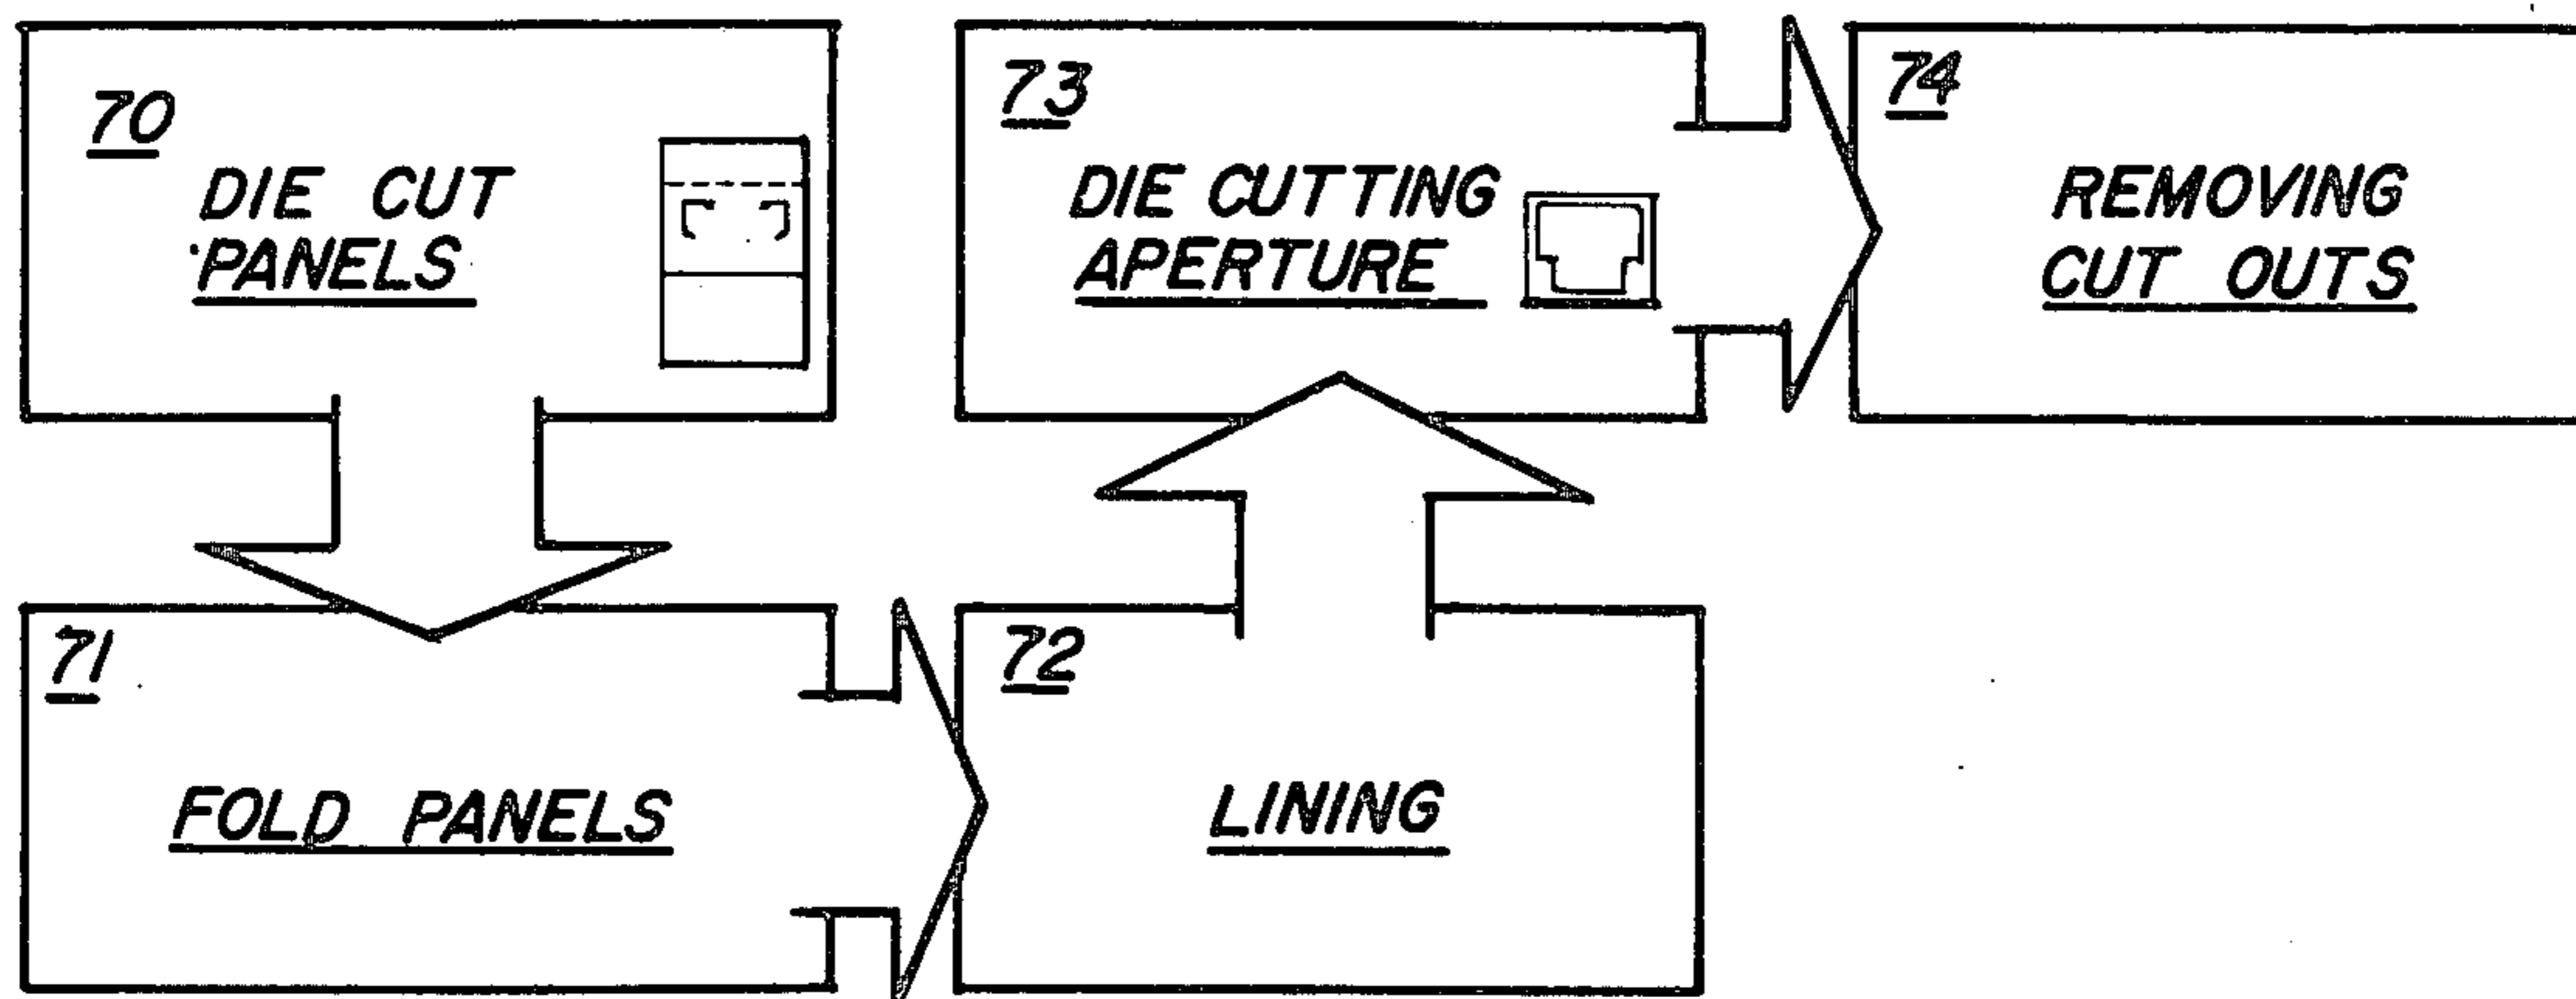 70
DIE CUT
PANELS
71
FOLD PANELS
72
LINING
73
DIE CUTTING
APERTURE
74
REMOVING
CUT OUTS